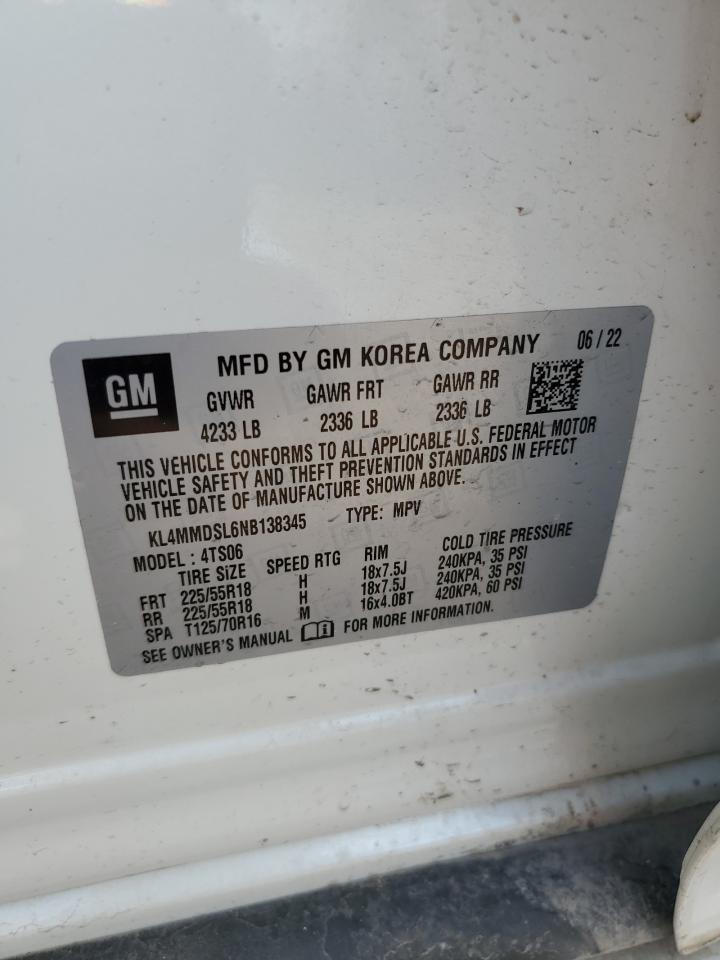 GM
MFD BY GM KOREA COMPANY 06 / 22
GVWR GAWR FRT GAWR RR
4233 LB 2336 LB 2336 LB
THIS VEHICLE CONFORMS TO ALL APPLICABLE U.S. FEDERAL MOTOR
VEHICLE SAFETY AND THEFT PREVENTION STANDARDS IN EFFECT
ON THE DATE OF MANUFACTURE SHOWN ABOVE.
KL4MMDSL6NB138345 TYPE: MPV
MODEL : 4TS06
TIRE SIZE SPEED RTG RIM COLD TIRE PRESSURE
FRT 225/55R18 H 18x7.5J 240KPA, 35 PSI
RR 225/55R18 H 18x7.5J 240KPA, 35 PSI
SPA T125/70R16 M 16x4.0BT 420KPA, 60 PSI
SEE OWNER'S MANUAL FOR MORE INFORMATION.